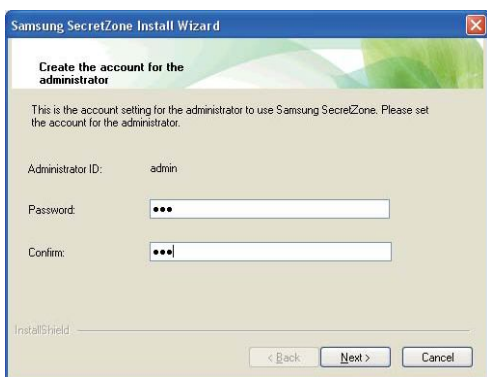 Samsung SecretZone Install Wizard
Create the account for the
administrator
This is the account setting for the administrator to use Samsung SecretZone. Please set
the account for the administrator.
Administrator ID: admin
Password: •••
Confirm: •••
InstallShield
< Back Next > Cancel